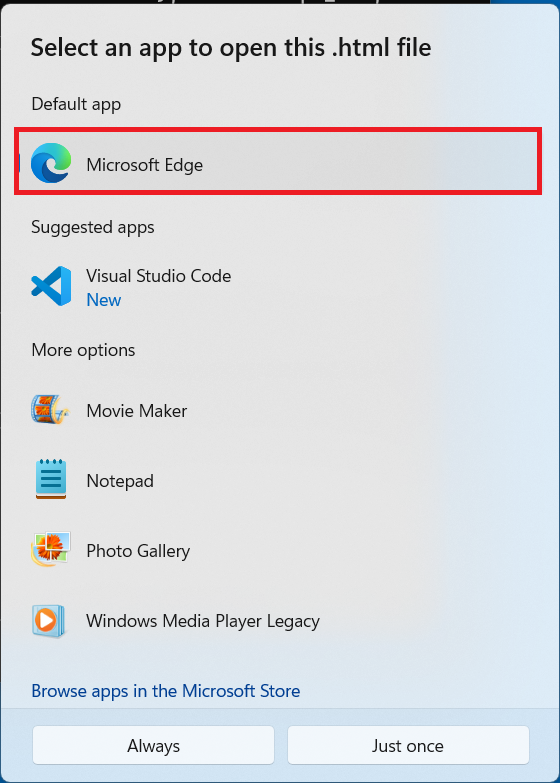 Select an app to open this .html file
Default app
Microsoft Edge
Suggested apps
Visual Studio Code
New
More options
Movie Maker
Notepad
Photo Gallery
Windows Media Player Legacy
Browse apps in the Microsoft Store
Always
Just once